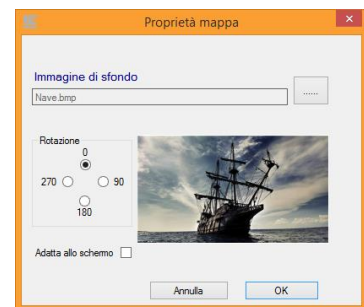 Proprietà mappa
Immagine di sfondo
Nave.bmp
......
Rotazione
0
270
90
180
Adatta allo schermo
Annulla
OK